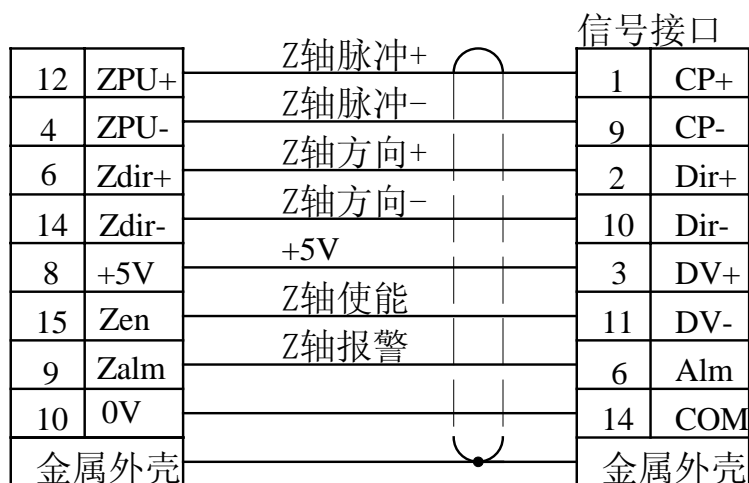 信号接口
12 ZPU+ Z轴脉冲+ 1 CP+
4 ZPU- Z轴脉冲- 9 CP-
6 Zdir+ Z轴方向+ 2 Dir+
14 Zdir- Z轴方向- 10 Dir-
8 +5V +5V 3 DV+
15 Zen Z轴使能 11 DV-
9 Zalm Z轴报警 6 Alm
10 0V 14 COM
金属外壳 金属外壳